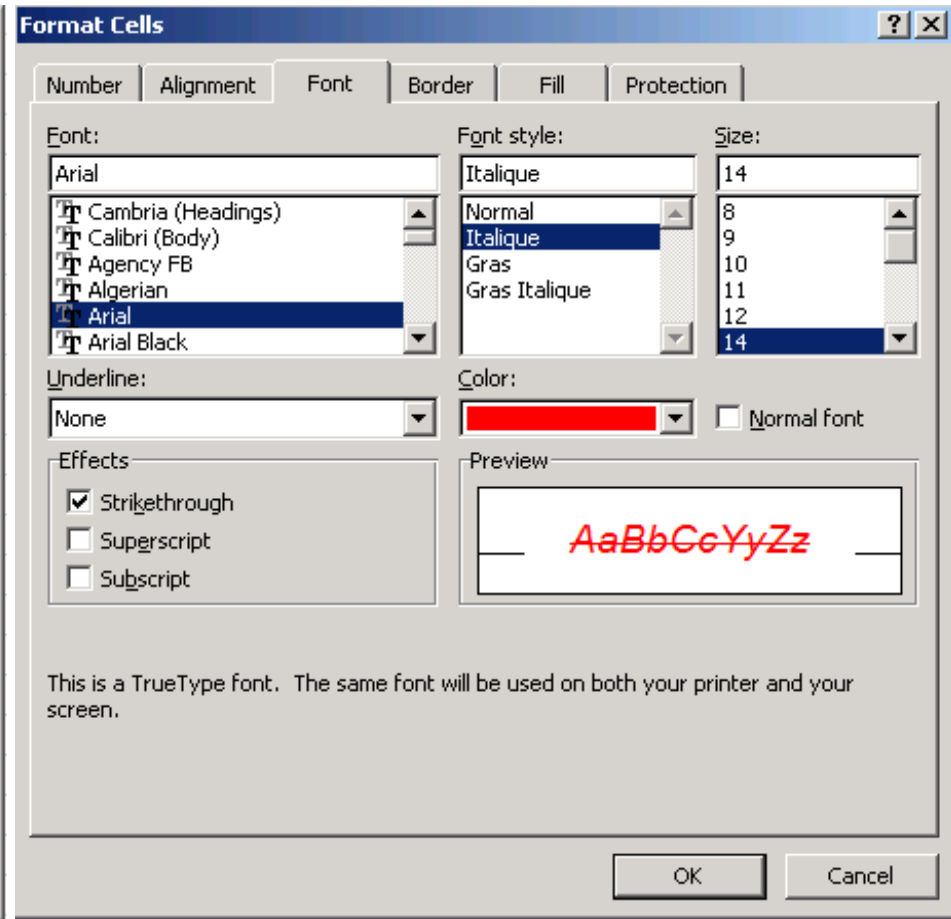 Format Cells
Number Alignment Font Border Fill Protection
Font: Font style: Size:
Arial Italique 14
Cambria (Headings) Normal 8
Calibri (Body) Italique 9
Agency FB Gras 10
Algerian Gras Italique 11
Arial 12
Arial Black 14
Underline: Color:
None Normal font
Effects Preview
Strikethrough
Superscript
Subscript
AaBbCcYyZz
This is a TrueType font. The same font will be used on both your printer and your
screen.
OK Cancel